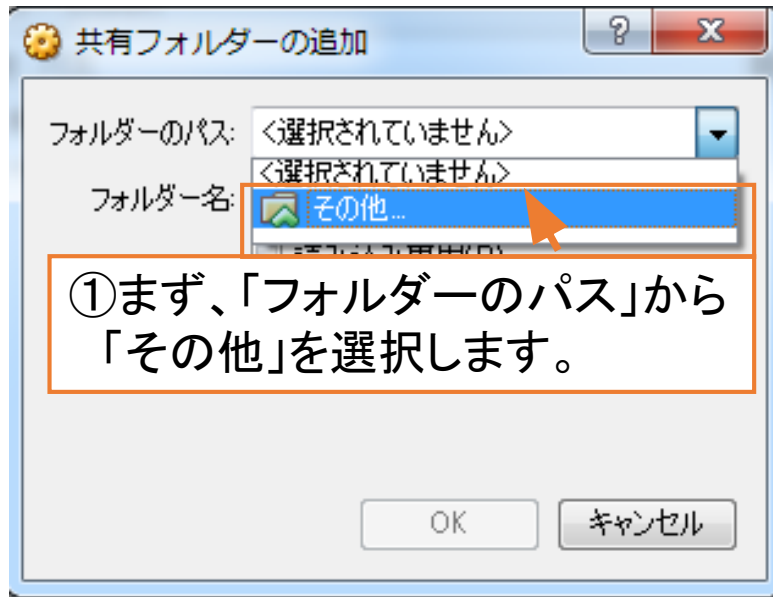 共有フォルダーの追加
フォルダーのパス: <選択されていません>
<選択されていません>
フォルダー名:
その他...
①まず、「フォルダーのパス」から
「その他」を選択します。
OK キャンセル